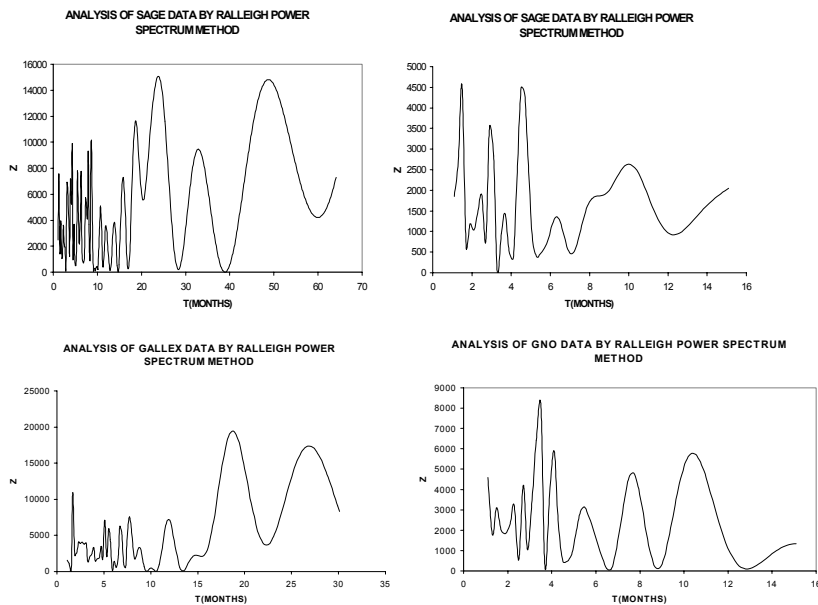 ANALYSIS OF SAGE DATA BY RALLEIGH POWER
SPECTRUM METHOD
16000
14000
12000
10000
8000
6000
4000
2000
0
Z
0 10 20 30 40 50 60 70
T(MONTHS)
ANALYSIS OF SAGE DATA BY RALLEIGH POWER
SPECTRUM METHOD
5000
4500
4000
3500
3000
2500
2000
1500
1000
500
0
Z
0 2 4 6 8 10 12 14 16
T(MONTHS)
ANALYSIS OF GALLEX DATA BY RALLEIGH POWER
SPECTRUM METHOD
25000
20000
15000
10000
5000
0
Z
0 5 10 15 20 25 30 35
T(MONTHS)
ANALYSIS OF GNO DATA BY RALLEIGH POWER SPECTRUM
METHOD
9000
8000
7000
6000
5000
4000
3000
2000
1000
0
Z
0 2 4 6 8 10 12 14 16
T(MONTHS)